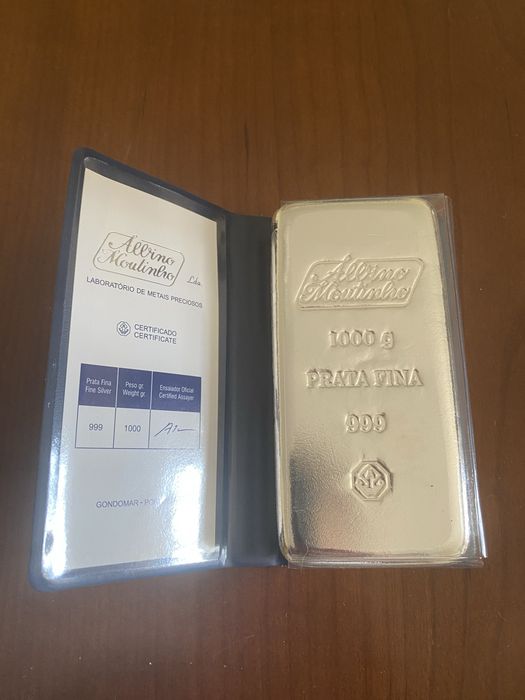 Albino
Moutinho
Lda.
LABORATÓRIO DE METAIS PRECIOSOS
CERTIFICADO
CERTIFICATE
Prata Fina
Fine Silver
Peso gr.
Weight gr.
Ensaiador Oficial
Certified Assayer
999
1000
GONDOMAR -
Albino
Moutinho
1000 g
PRATA FINA
999